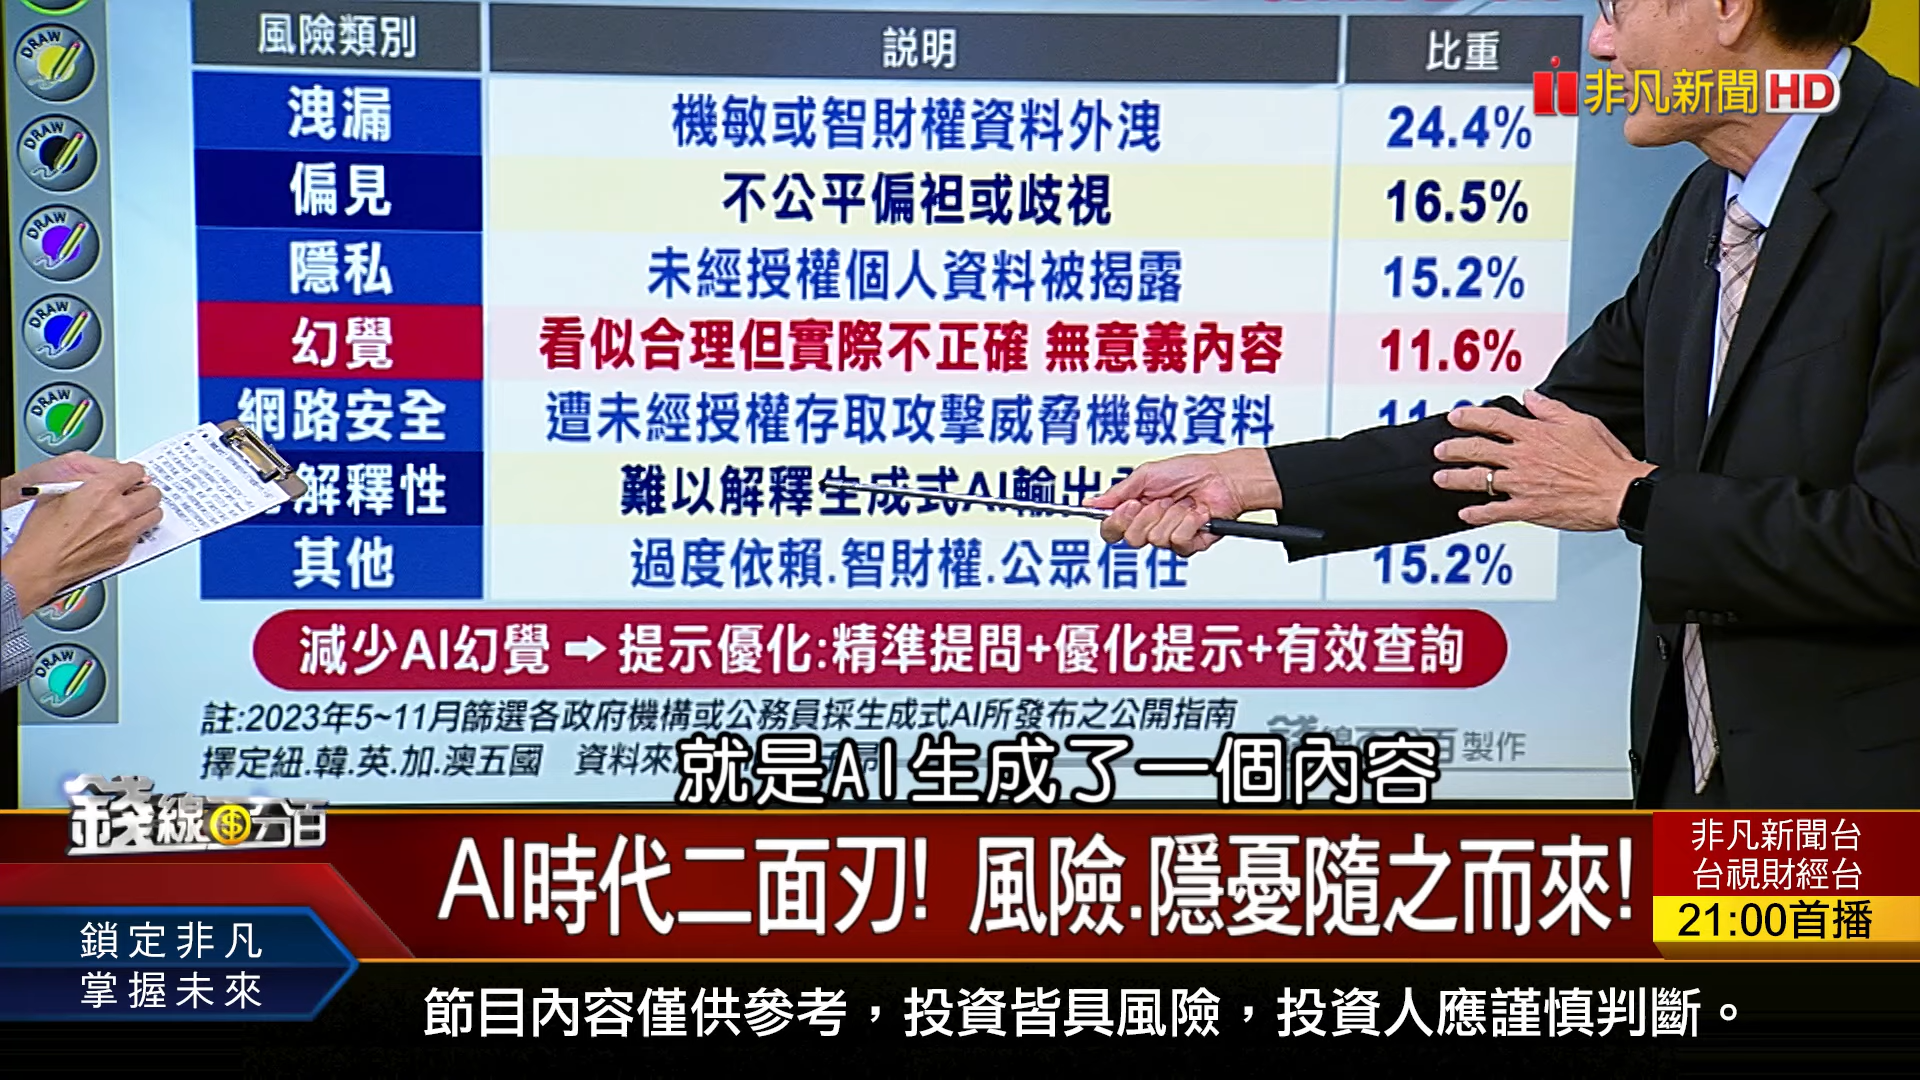 風險類別 說明 比重
洩漏 機敏或智財權資料外洩 24.4%
偏見 不公平偏袒或歧視 16.5%
隱私 未經授權個人資料被揭露 15.2%
幻覺 看似合理但實際不正確 無意義內容 11.6%
網路安全 遭未經授權存取攻擊威脅機敏資料
解釋性 難以解釋生成式AI輸出
其他 過度依賴.智財權.公眾信任 15.2%
減少AI幻覺➡提示優化:精準提問+優化提示+有效查詢
註:2023年5~11月篩選各政府機構或公務員採生成式AI所發布之公開指南
擇定紐.韓.英.加.澳五國 資料來
製作
DRAW
DRAW
DRAW
DRAW
DRAW
DRAW
非凡新聞HD
就是AI生成了一個內容
錢線百分百
AI時代二面刃! 風險.隱憂隨之而來!
非凡新聞台
台視財經台
21:00首播
鎖定非凡
掌握未來
節目內容僅供參考，投資皆具風險，投資人應謹慎判斷。